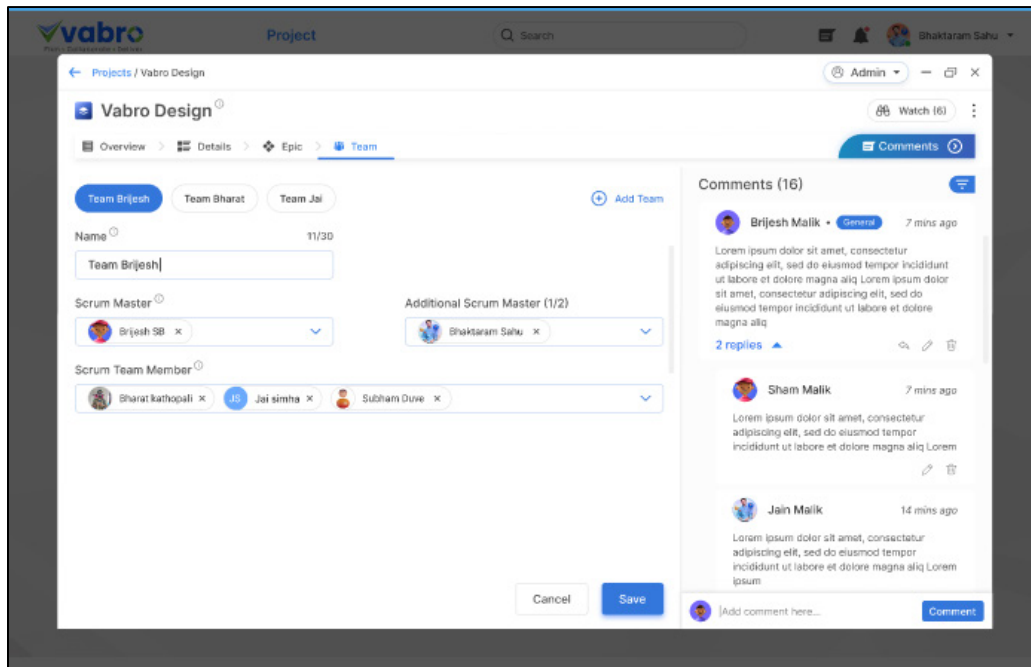 vabro
Plan • Collaborate • Deliver
Project
Search
Bhaktaram Sahu
Projects / Vabro Design
Admin
Vabro Design
Watch (6)
Overview > Details > Epic > Team
Comments
Team Brijesh
Team Bharat
Team Jai
Add Team
Name
11/30
Team Brijesh
Scrum Master
Additional Scrum Master (1/2)
Brijesh SB ×
Bhaktaram Sahu ×
Scrum Team Member
Bharat kathopali ×
JS Jai simha ×
Subham Duve ×
Cancel
Save
Comments (16)
Brijesh Malik • General 7 mins ago
Lorem ipsum dolor sit amet, consectetur
adipiscing elit, sed do eiusmod tempor incididunt
ut labore et dolore magna aliq Lorem ipsum dolor
sit amet, consectetur adipiscing elit, sed do
eiusmod tempor incididunt ut labore et dolore
magna aliq
2 replies
Sham Malik 7 mins ago
Lorem ipsum dolor sit amet, consectetur
adipiscing elit, sed do eiusmod tempor
incididunt ut labore et dolore magna aliq Lorem
Jain Malik 14 mins ago
Lorem ipsum dolor sit amet, consectetur
adipiscing elit, sed do eiusmod tempor
incididunt ut labore et dolore magna aliq Lorem
ipsum
Add comment here...
Comment